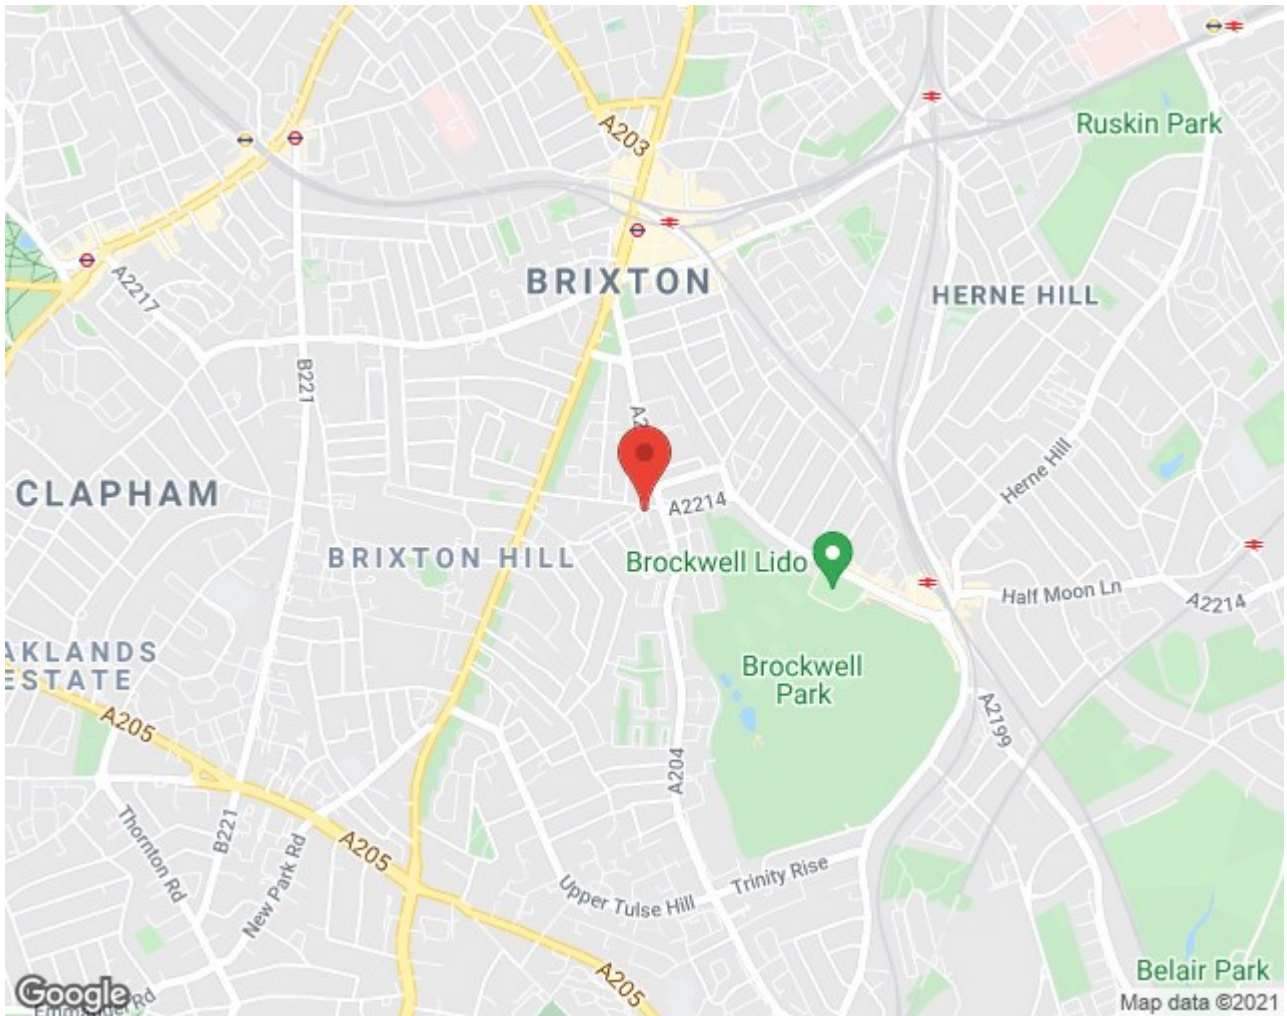 Ruskin Park
A203
BRIXTON
HERNE HILL
A2217
B221
A2
CLAPHAM
Herne Hill
A2214
BRIXTON HILL
Brockwell Lido
Half Moon Ln
A2214
AKLANDS
ESTATE
Brockwell
Park
A205
A2199
A204
Thornton Rd
B221
New Park Rd
A205
Trinity Rise
Upper Tulse Hill
A205
Belair Park
Google
Rd
Map data ©2021